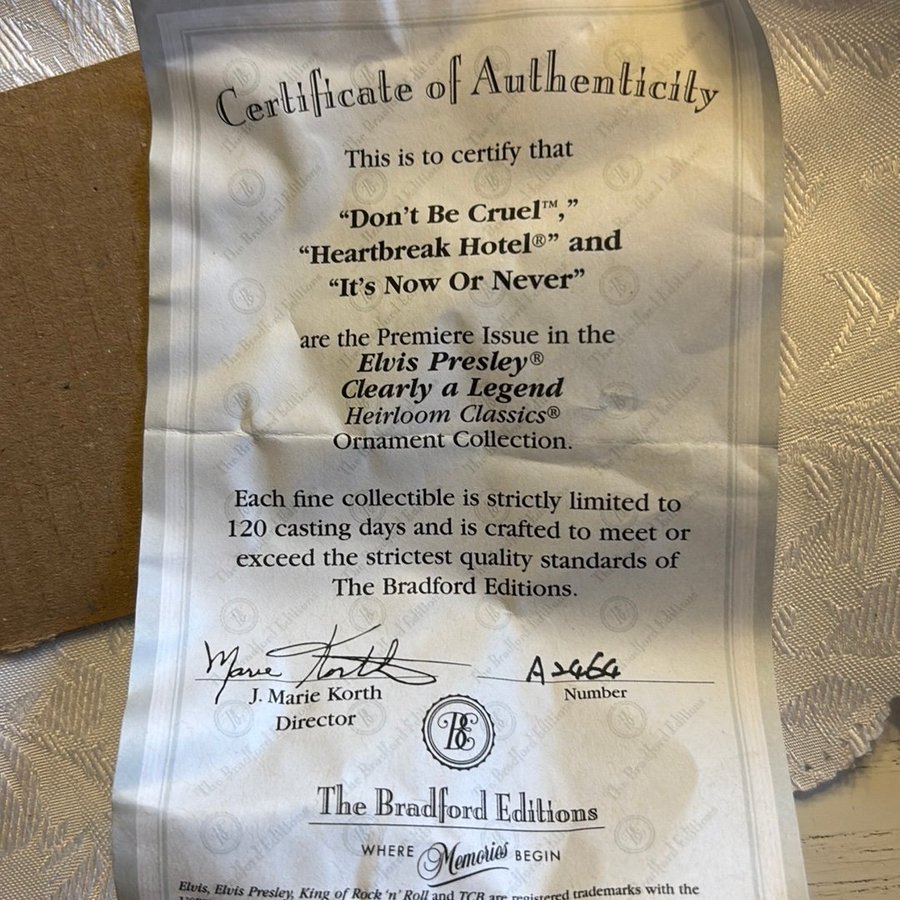 Certificate of Authenticity
This is to certify that
“Don't Be Cruel™,”
“Heartbreak Hotel®” and
“It's Now Or Never”
are the Premiere Issue in the
Elvis Presley®
Clearly a Legend
Heirloom Classics®
Ornament Collection.
Each fine collectible is strictly limited to
120 casting days and is crafted to meet or
exceed the strictest quality standards of
The Bradford Editions.
Marie Korth A2464
J. Marie Korth Number
Director
BE
The Bradford Editions
WHERE Memories BEGIN
Elvis, Elvis Presley, King of Rock 'n' Roll and TCB are registered trademarks with the